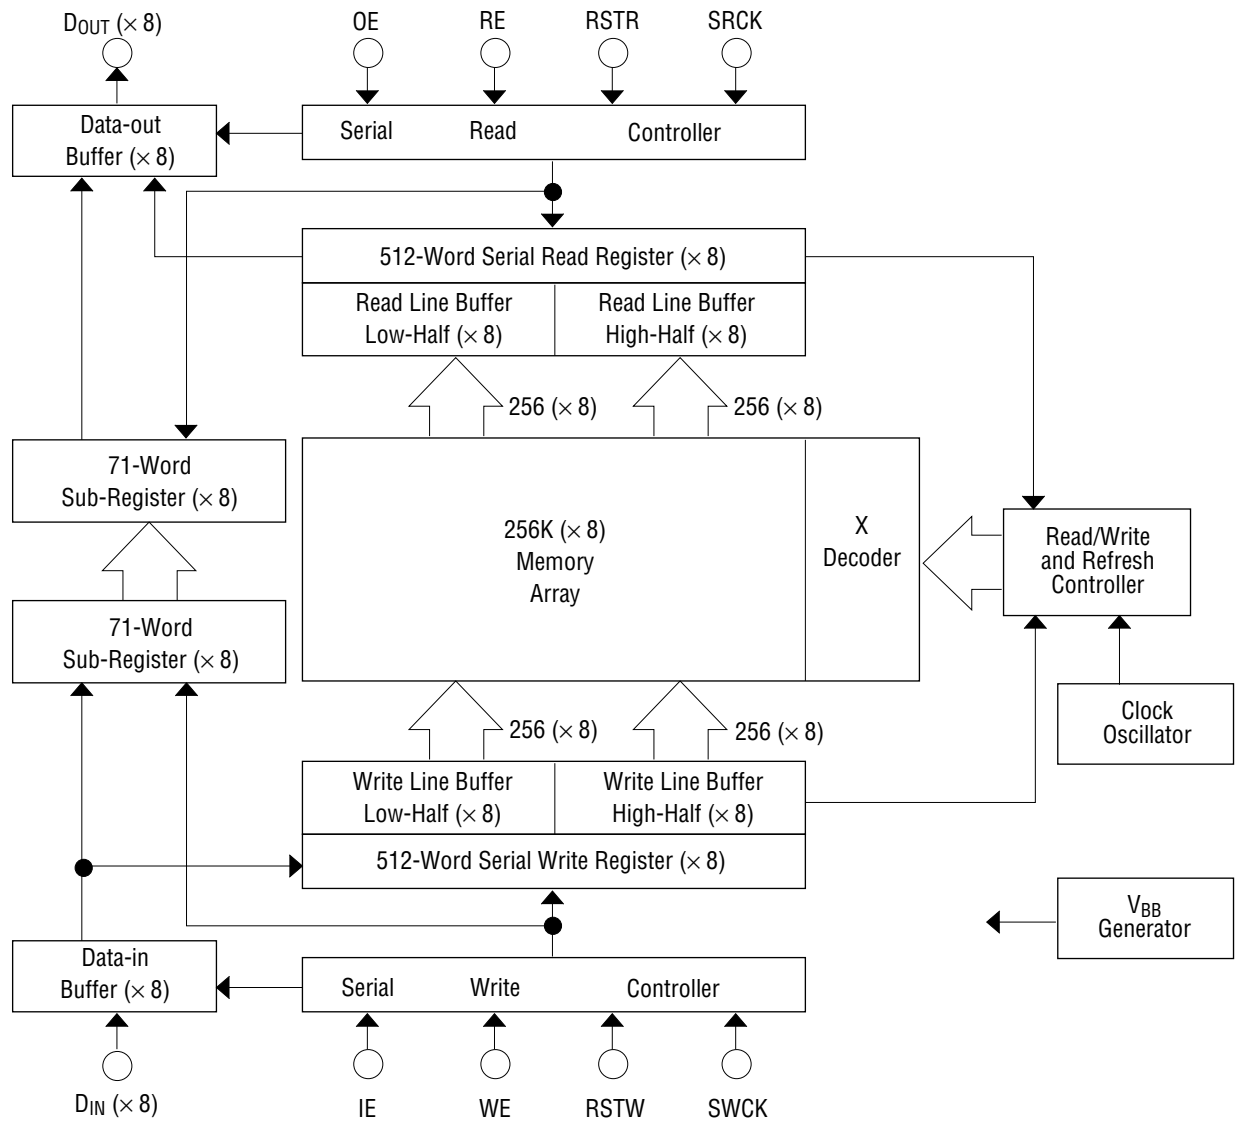 DOUT (× 8)
OE
RE
RSTR
SRCK
Data-out
Buffer (× 8)
Serial Read Controller
512-Word Serial Read Register (× 8)
Read Line Buffer
Low-Half (× 8)
Read Line Buffer
High-Half (× 8)
256 (× 8)
256 (× 8)
71-Word
Sub-Register (× 8)
256K (× 8)
Memory
Array
X
Decoder
Read/Write
and Refresh
Controller
71-Word
Sub-Register (× 8)
256 (× 8)
256 (× 8)
Clock
Oscillator
Write Line Buffer
Low-Half (× 8)
Write Line Buffer
High-Half (× 8)
512-Word Serial Write Register (× 8)
VBB
Generator
Data-in
Buffer (× 8)
Serial Write Controller
DIN (× 8)
IE
WE
RSTW
SWCK